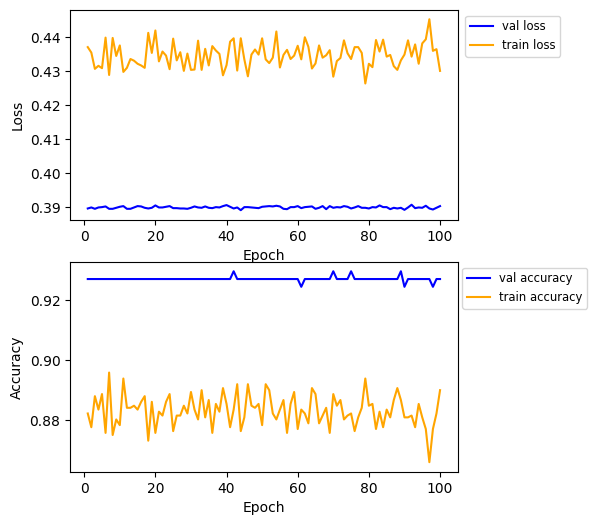 0.44
0.43
0.42
0.41
0.40
0.39
Loss
0 20 40 60 80 100
Epoch
val loss
train loss
0.92
0.90
0.88
Accuracy
0 20 40 60 80 100
Epoch
val accuracy
train accuracy